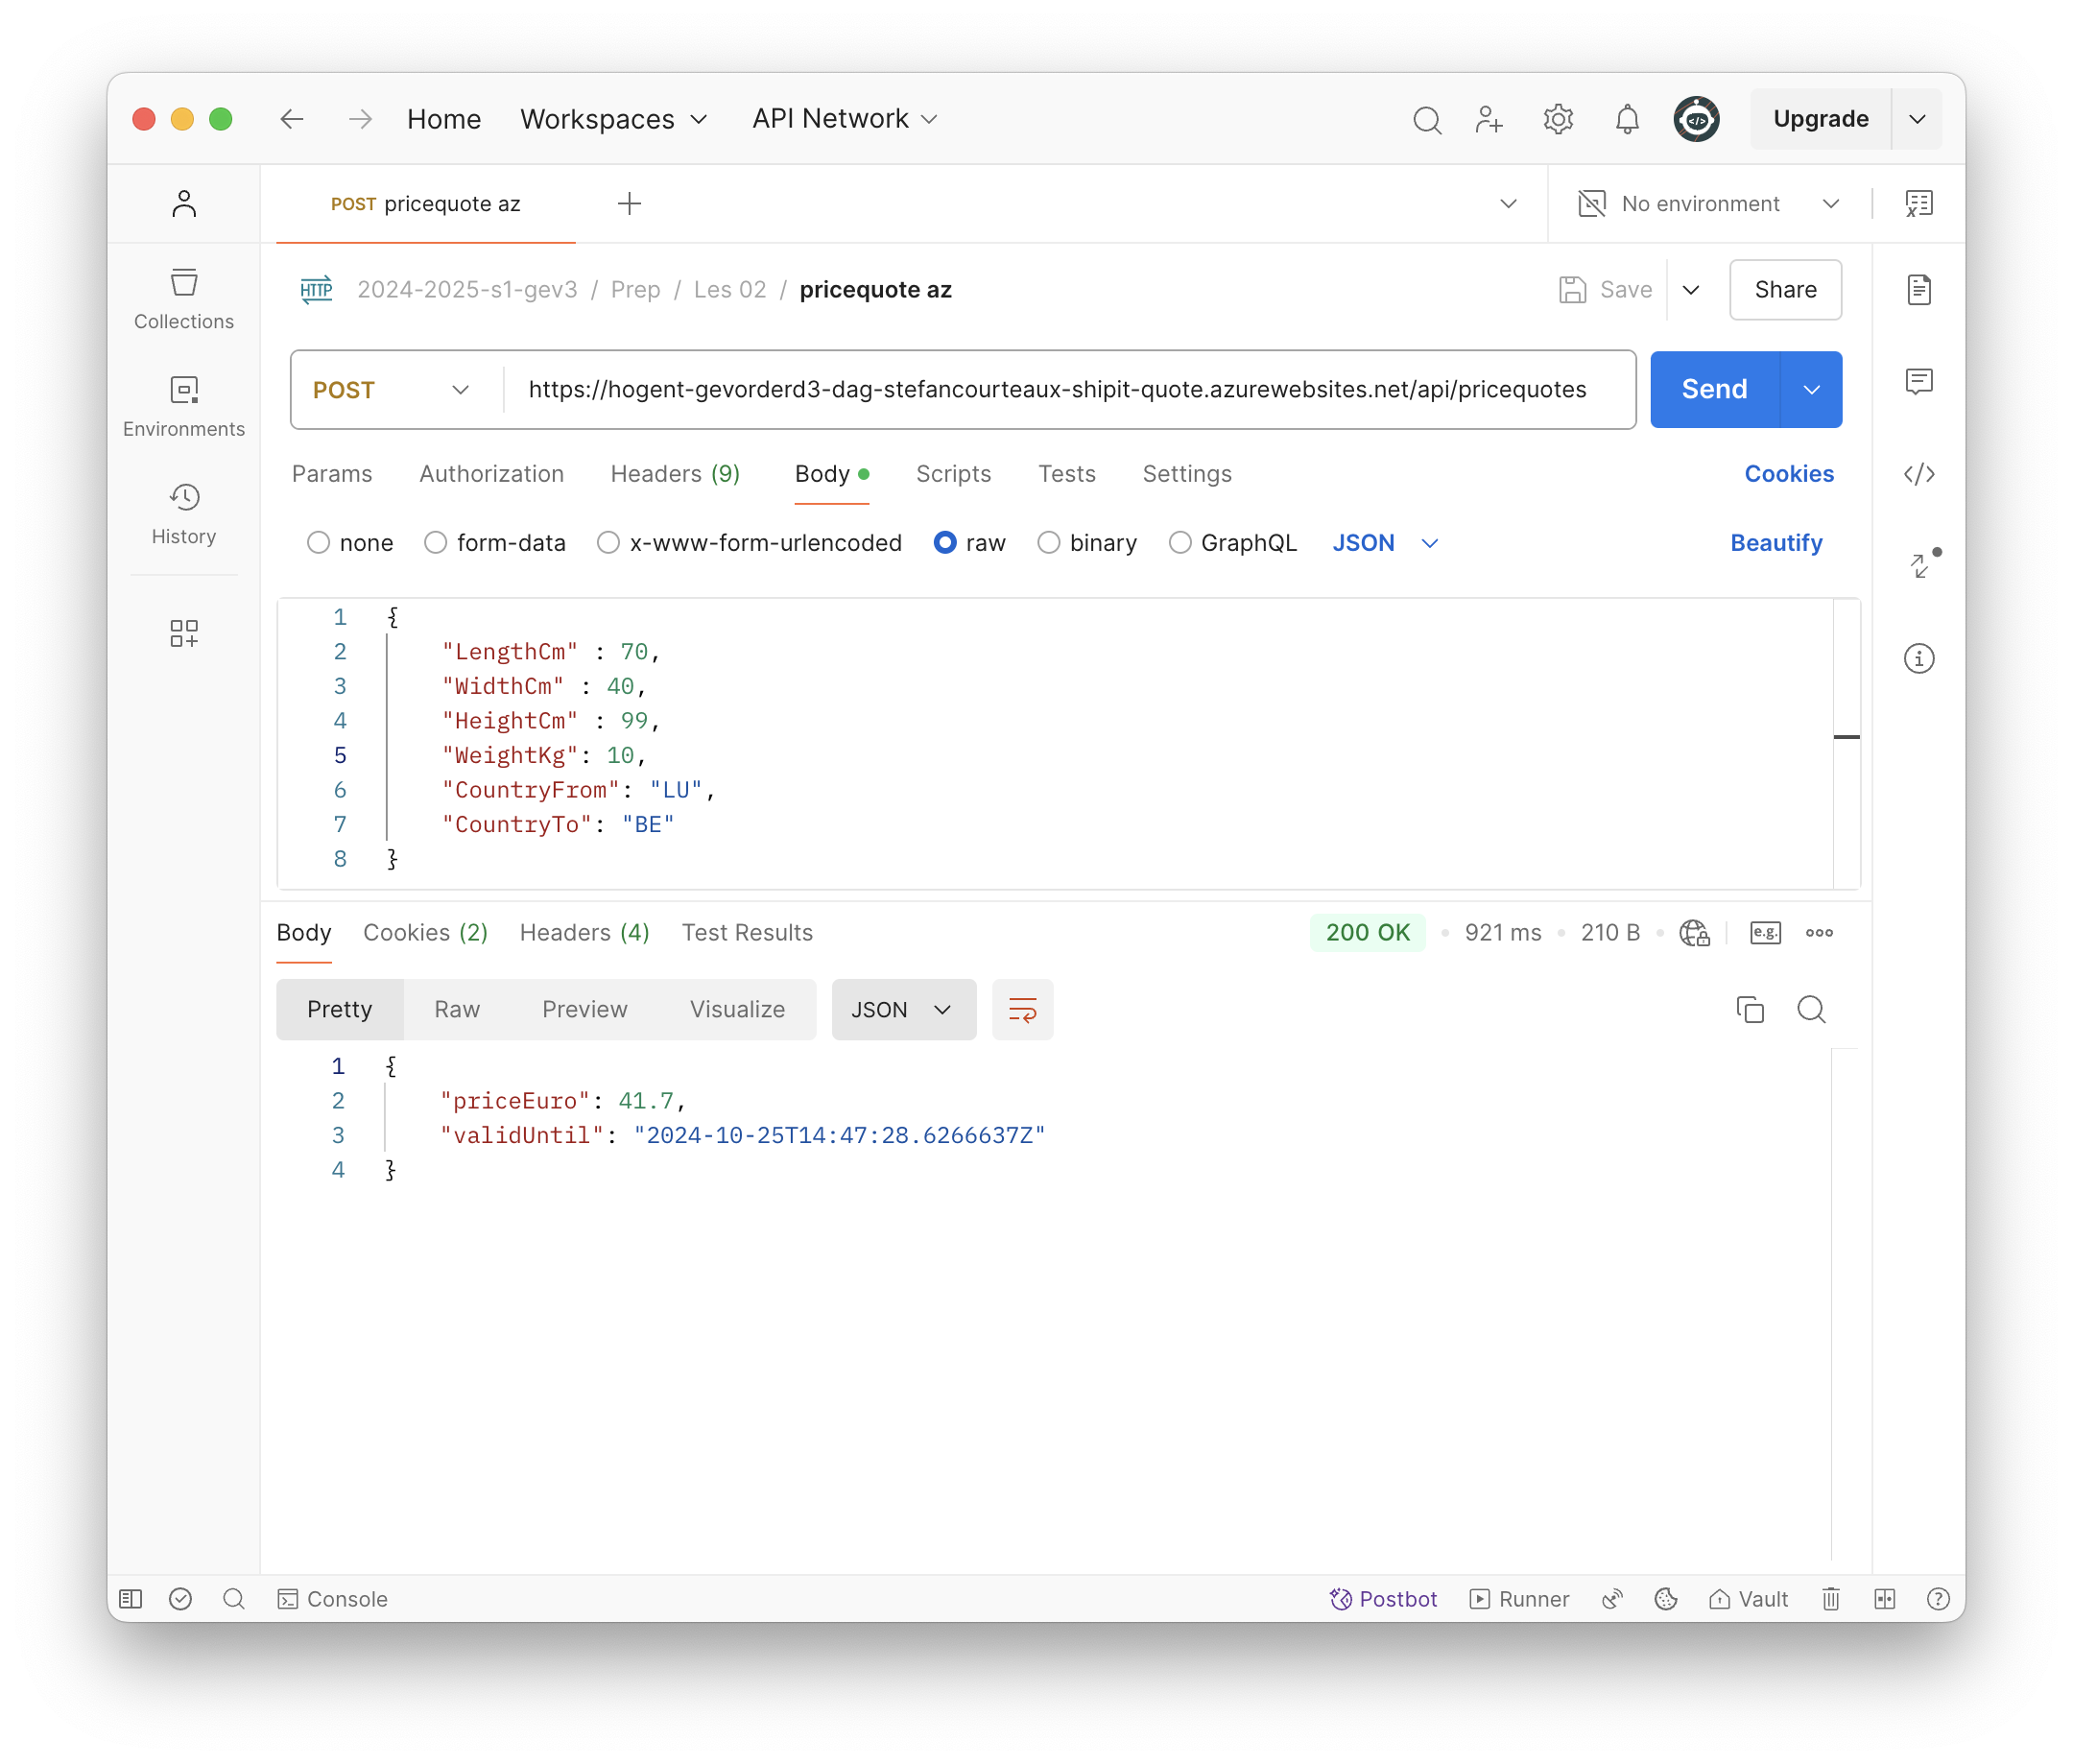 Home Workspaces API Network Upgrade
POST pricequote az No environment
HTTP 2024-2025-s1-gev3 / Prep / Les 02 / pricequote az Save Share
Collections
Environments
History
POST https://hogent-gevorderd3-dag-stefancourteaux-shipit-quote.azurewebsites.net/api/pricequotes Send
Params Authorization Headers (9) Body Scripts Tests Settings Cookies
none form-data x-www-form-urlencoded raw binary GraphQL JSON Beautify
1 {
2 "LengthCm" : 70,
3 "WidthCm" : 40,
4 "HeightCm" : 99,
5 "WeightKg": 10,
6 "CountryFrom": "LU",
7 "CountryTo": "BE"
8 }
Body Cookies (2) Headers (4) Test Results 200 OK • 921 ms • 210 B • e.g.
Pretty Raw Preview Visualize JSON
1 {
2 "priceEuro": 41.7,
3 "validUntil": "2024-10-25T14:47:28.6266637Z"
4 }
Console Postbot Runner Vault